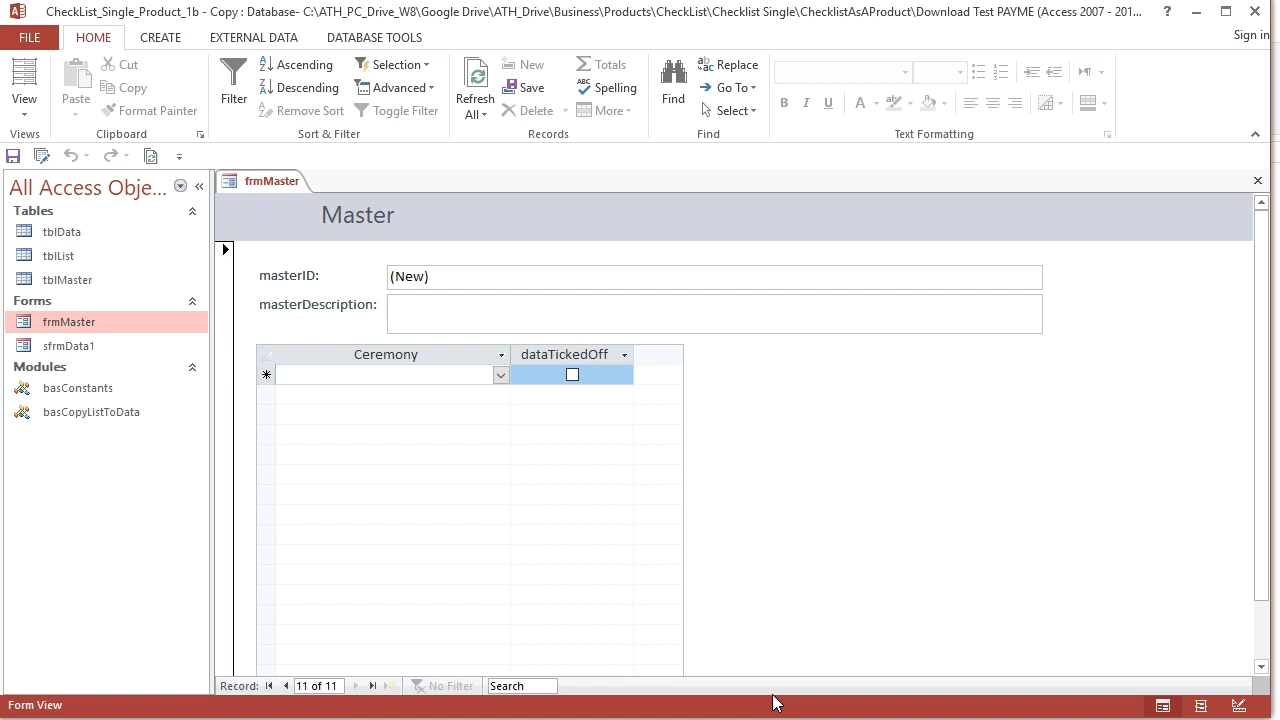 CheckList_Single_Product_1b - Copy : Database- C:\ATH_PC_Drive_W8\GoogleDrive\ATH_Drive\Business\Products\CheckList\Checklist Single\ChecklistAsAProduct\Download Test PAYME (Access 2007 - 201...
?
FILE HOME CREATE EXTERNAL DATA DATABASE TOOLS Sign in
View
Views
Paste
Cut
Copy
Format Painter
Clipboard
Filter
Ascending
Descending
Remove Sort
Selection
Advanced
Toggle Filter
Sort & Filter
Refresh
All
New
Save
Delete
Totals
Spelling
More
Records
Find
Replace
Go To
Select
Find
B I U A
Text Formatting
All Access Obje...
Tables
tblData
tblList
tblMaster
Forms
frmMaster
sfrmData1
Modules
basConstants
basCopyListToData
frmMaster
Master
masterID: (New)
masterDescription:
Ceremony dataTickedOff
Record: 11 of 11 No Filter Search
Form View